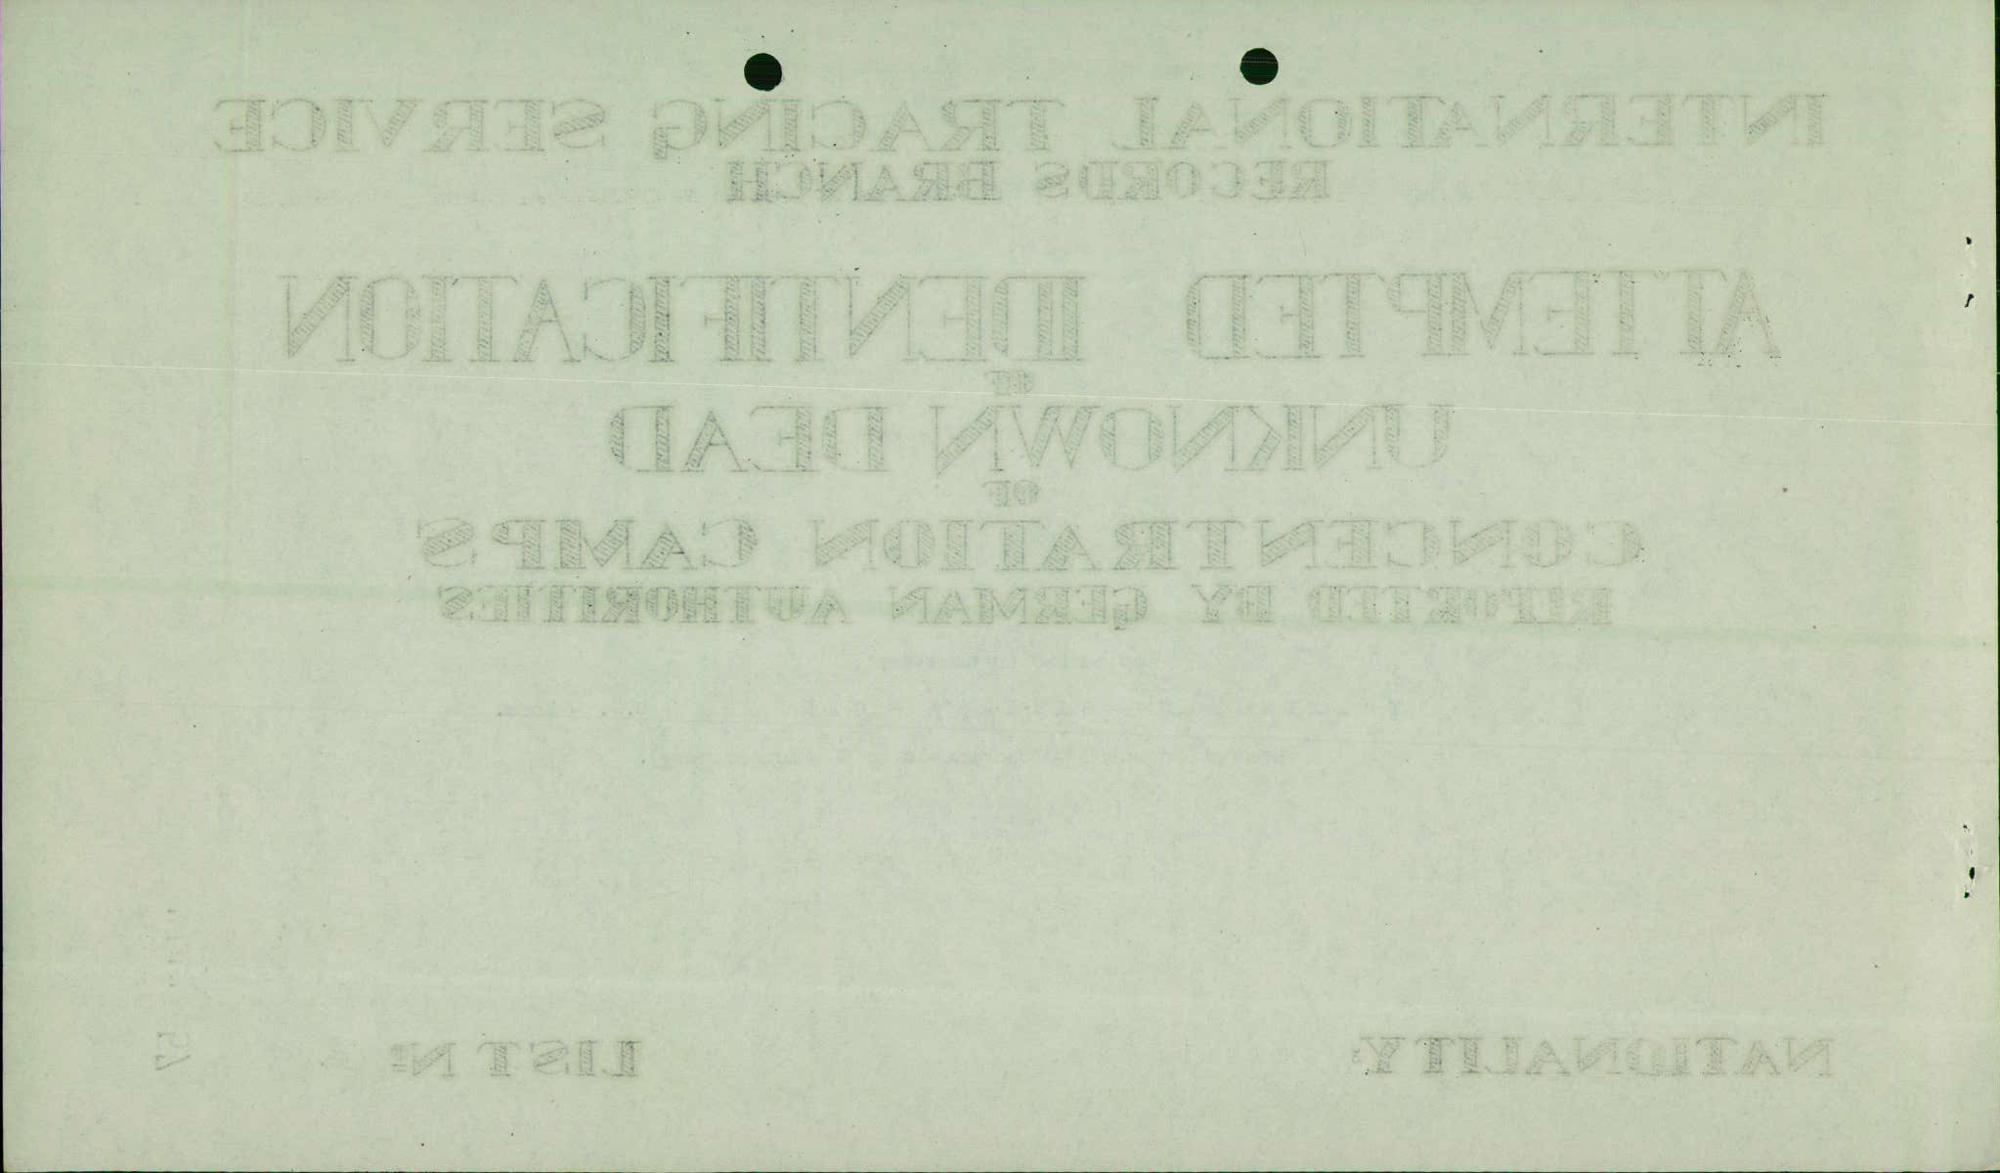 INTERNATIONAL TRACING SERVICE
RECORDS BRANCH
ATTEMPTED IDENTIFICATION
OF
UNKNOWN DEAD
OF
CONCENTRATION CAMPS
REPORTED BY GERMAN AUTHORITIES
NATIONALITY: LIST Nº
57